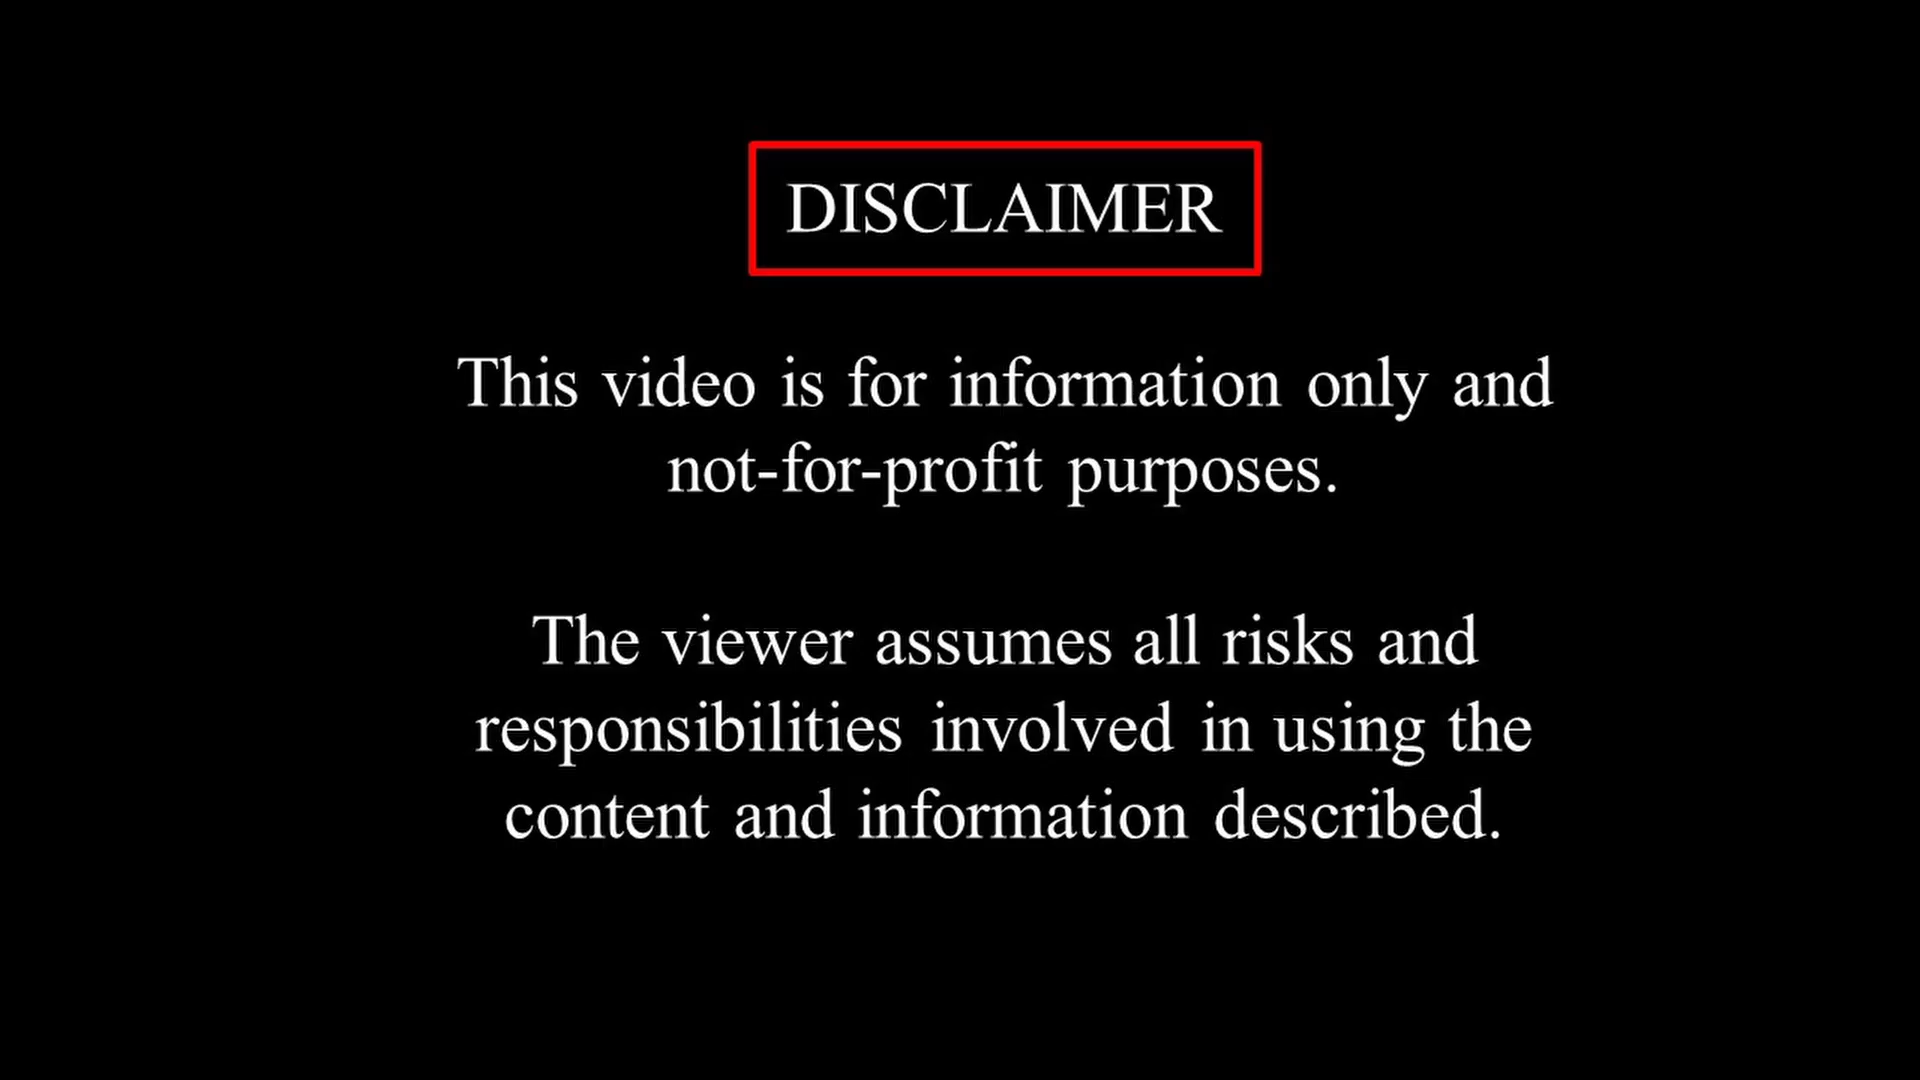 DISCLAIMER
This video is for information only and
not-for-profit purposes.
The viewer assumes all risks and
responsibilities involved in using the
content and information described.